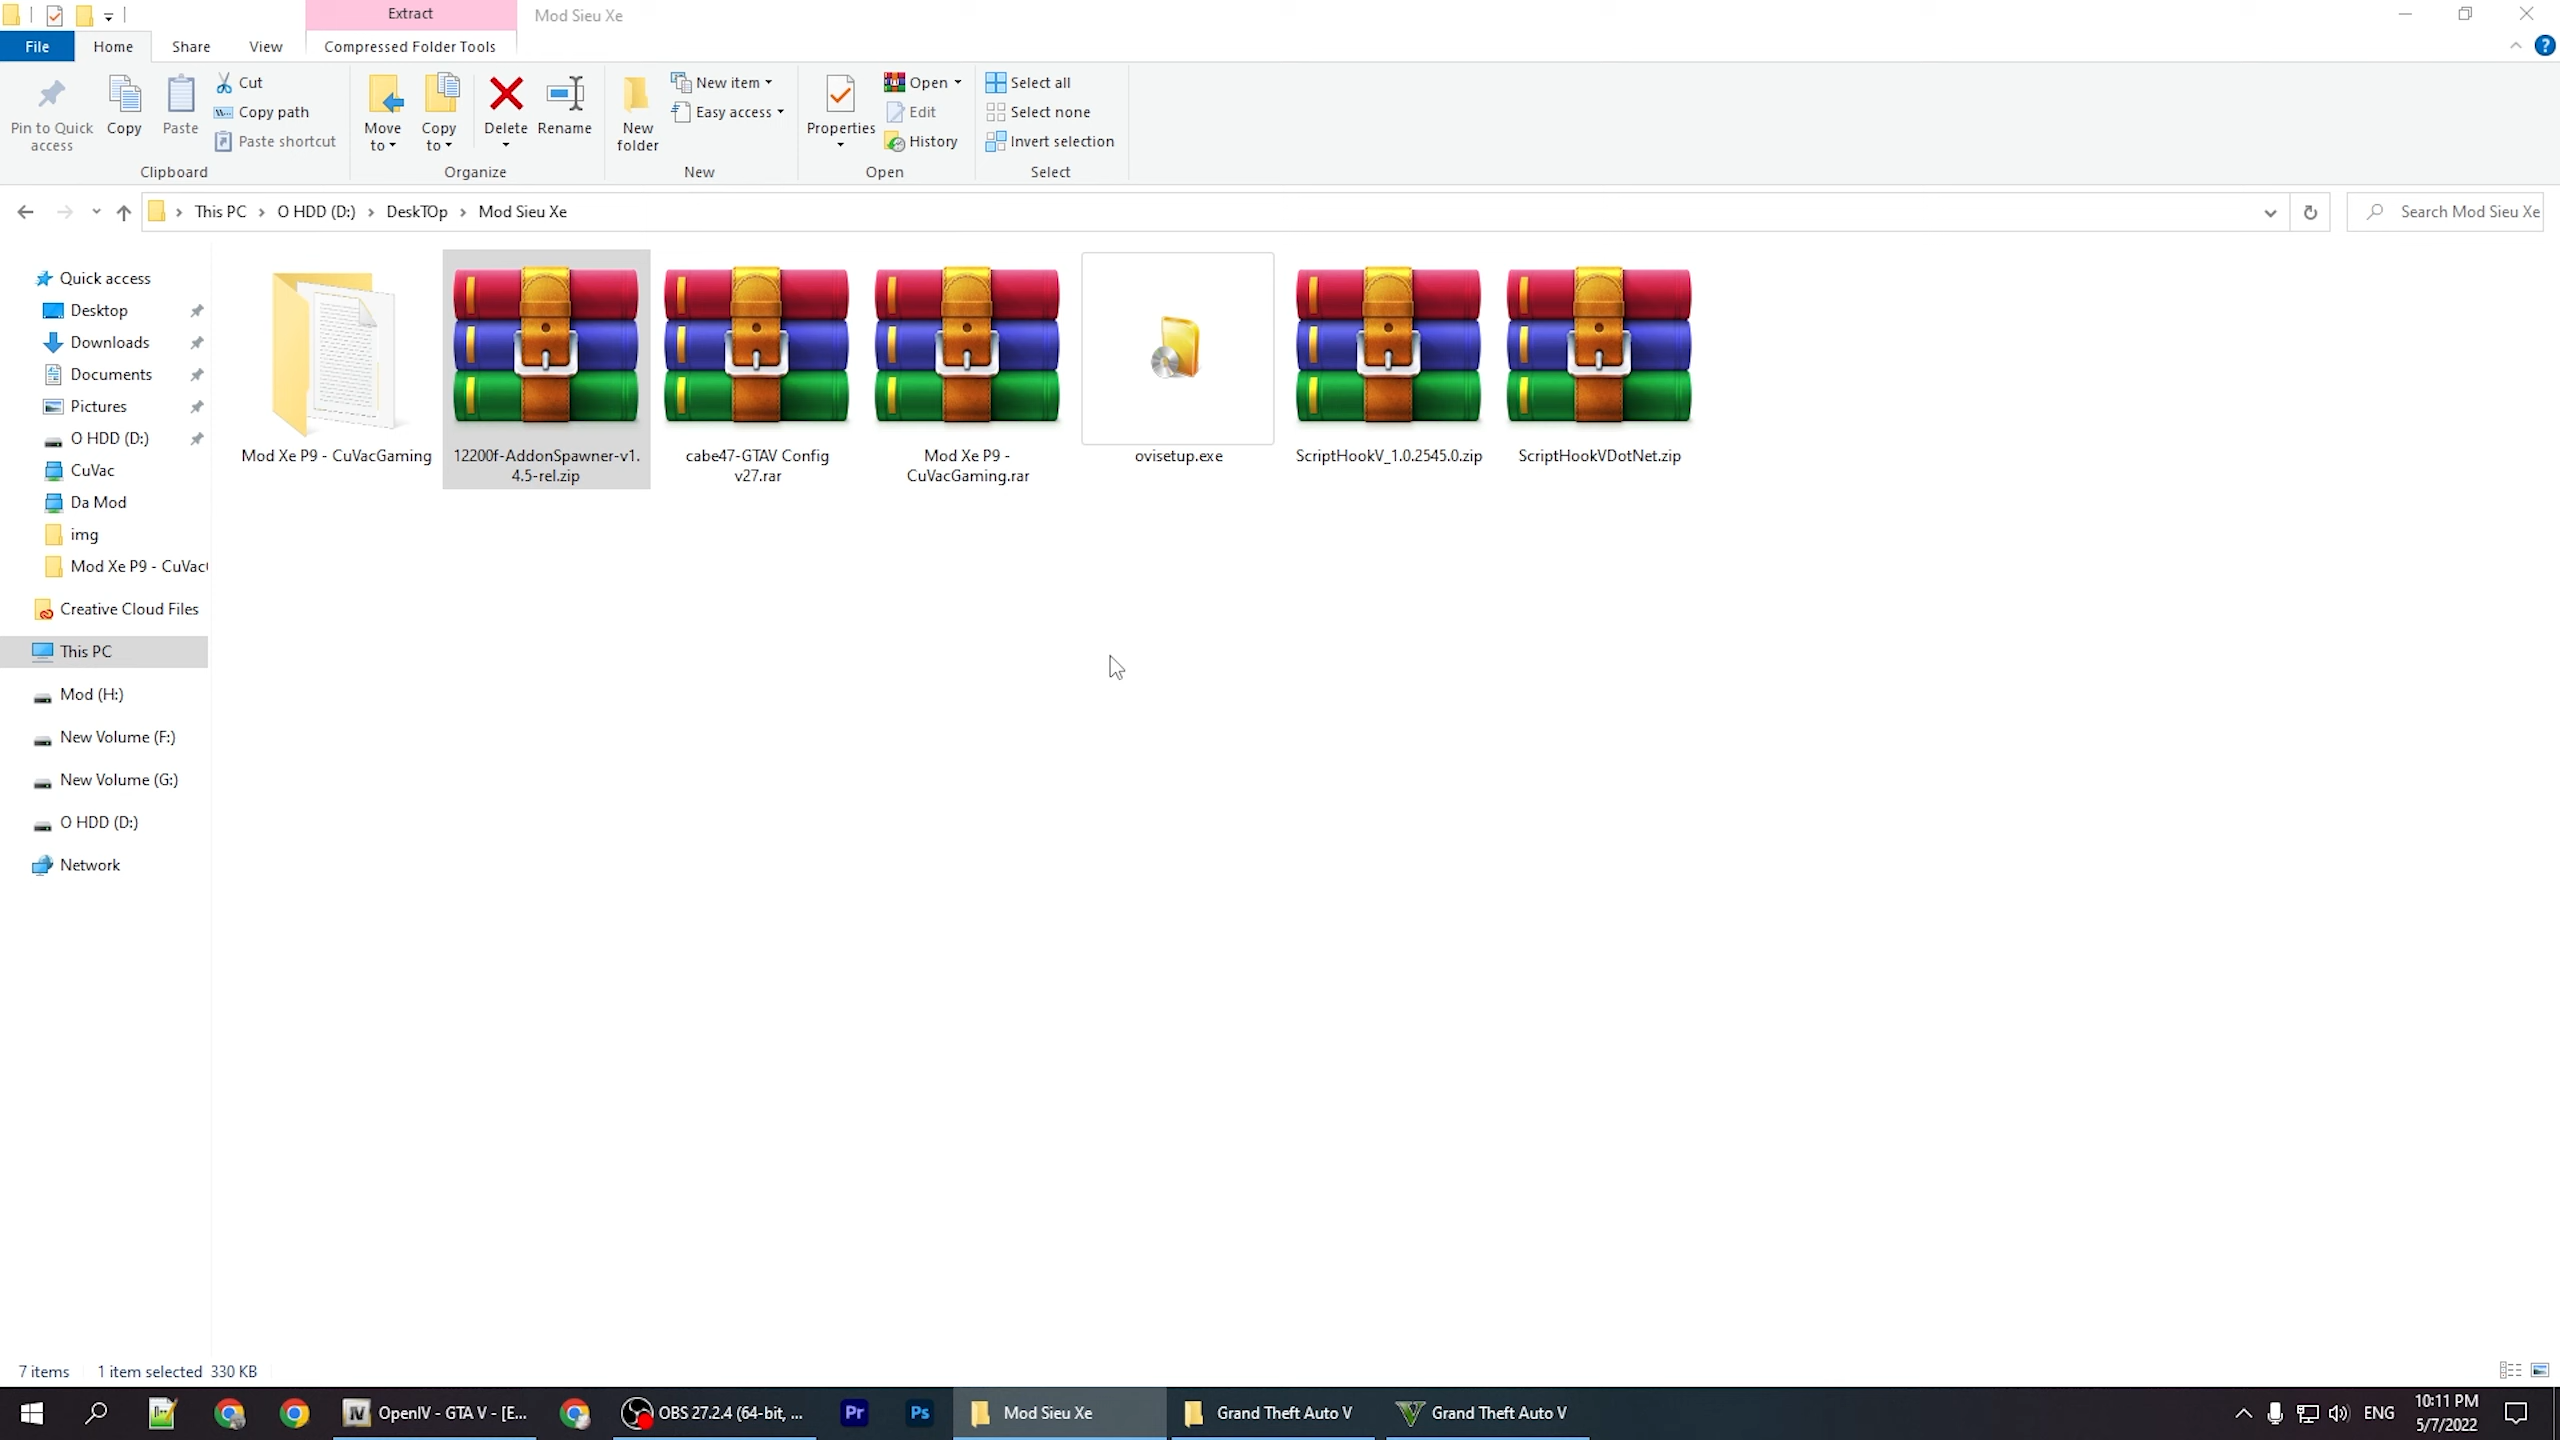 Extract
Mod Sieu Xe
File
Home
Share
View
Compressed Folder Tools
Pin to Quick access
Copy
Paste
Cut
Copy path
Paste shortcut
Clipboard
Move to
Copy to
Delete
Rename
Organize
New folder
New item
Easy access
New
Properties
Open
Edit
History
Open
Select all
Select none
Invert selection
Select
This PC
O HDD (D:)
DeskTOp
Mod Sieu Xe
Search Mod Sieu Xe
Quick access
Desktop
Downloads
Documents
Pictures
O HDD (D:)
CuVac
Da Mod
img
Mod Xe P9 - CuVac
Creative Cloud Files
This PC
Mod (H:)
New Volume (F:)
New Volume (G:)
O HDD (D:)
Network
Mod Xe P9 - CuVacGaming
12200f-AddonSpawner-v1.
4.5-rel.zip
cabe47-GTAV Config
v27.rar
Mod Xe P9 -
CuVacGaming.rar
ovisetup.exe
ScriptHookV_1.0.2545.0.zip
ScriptHookVDotNet.zip
7 items
1 item selected 330 KB
IV
OpenIV - GTA V - [E...
OBS 27.2.4 (64-bit, ...
Pr
Ps
Mod Sieu Xe
Grand Theft Auto V
Grand Theft Auto V
ENG
10:11 PM
5/7/2022